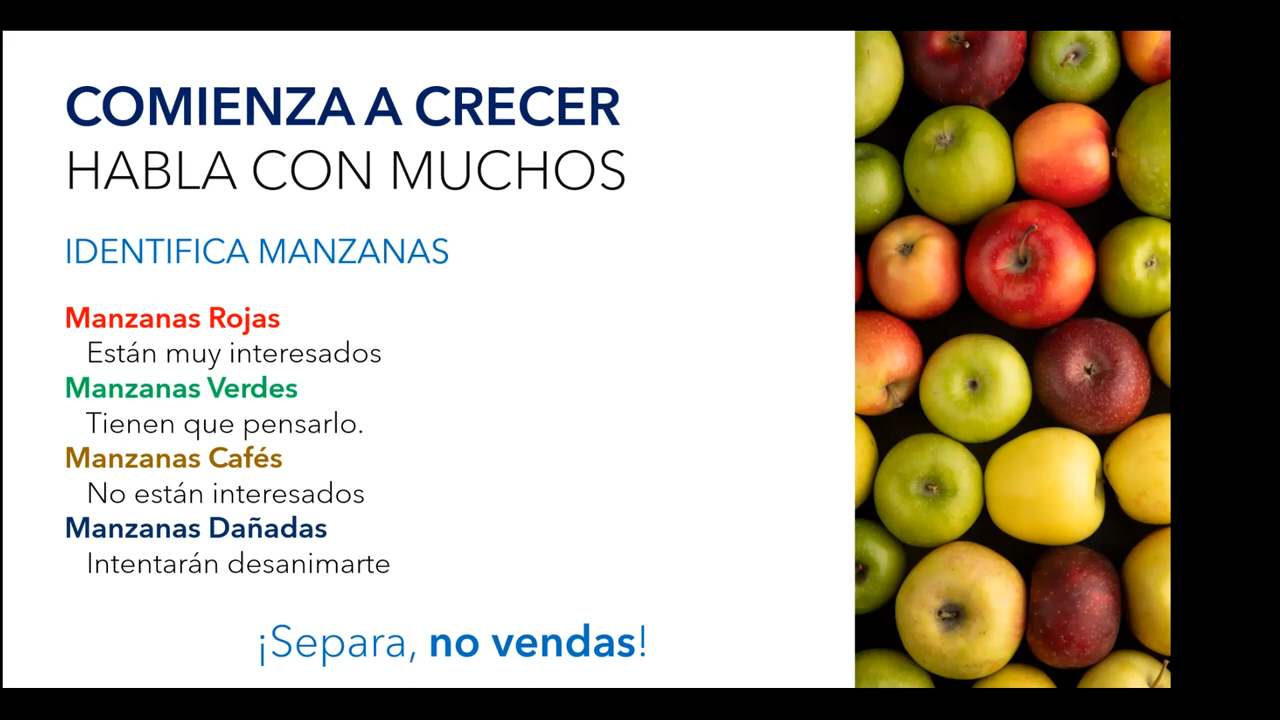 COMIENZA A CRECER
HABLA CON MUCHOS
IDENTIFICA MANZANAS
Manzanas Rojas
Están muy interesados
Manzanas Verdes
Tienen que pensarlo.
Manzanas Cafés
No están interesados
Manzanas Dañadas
Intentarán desanimarte
¡Separa, no vendas!